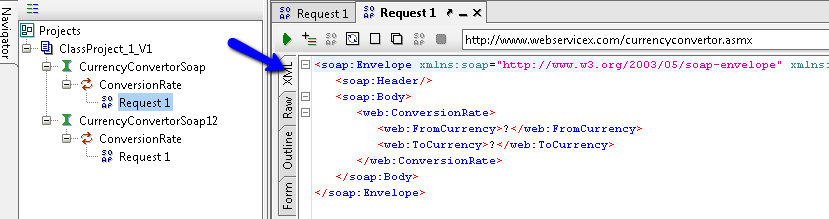 Navigator
Projects
ClassProject_1_V1
CurrencyConvertorSoap
ConversionRate
Request 1
CurrencyConvertorSoap12
ConversionRate
Request 1
SOAP Request 1
SOAP Request 1
SOAP
http://www.webservicex.com/currencyconvertor.asmx
XML
Raw
Outline
Form
<soap:Envelope xmlns:soap="http://www.w3.org/2003/05/soap-envelope" xmlns:
<soap:Header/>
<soap:Body>
<web:ConversionRate>
<web:FromCurrency>?</web:FromCurrency>
<web:ToCurrency>?</web:ToCurrency>
</web:ConversionRate>
</soap:Body>
</soap:Envelope>